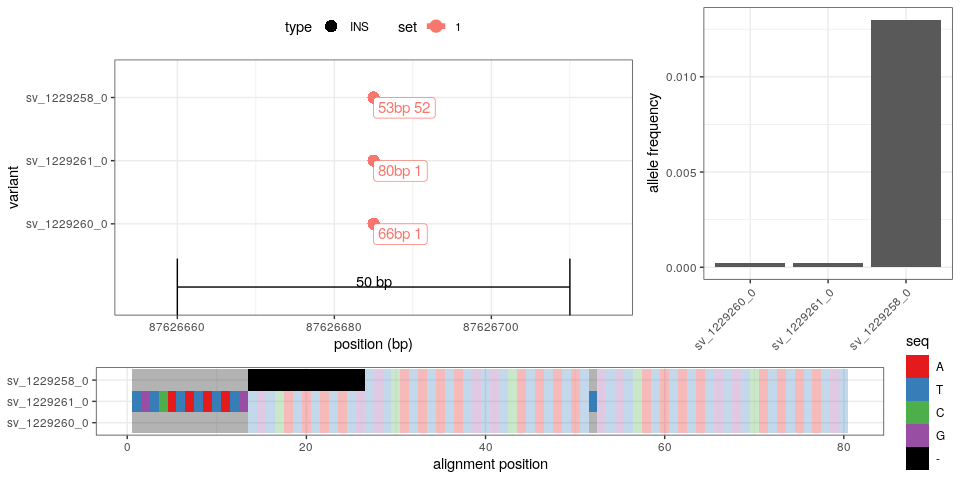 type INS set 1
variant
sv_1229258_0
sv_1229261_0
sv_1229260_0
53bp 52
80bp 1
66bp 1
50 bp
87626660 87626680 87626700
position (bp)
allele frequency
0.010
0.005
0.000
sv_1229260_0 sv_1229261_0 sv_1229258_0
sv_1229258_0
sv_1229261_0
sv_1229260_0
0 20 40 60 80
alignment position
seq
A
T
C
G
-